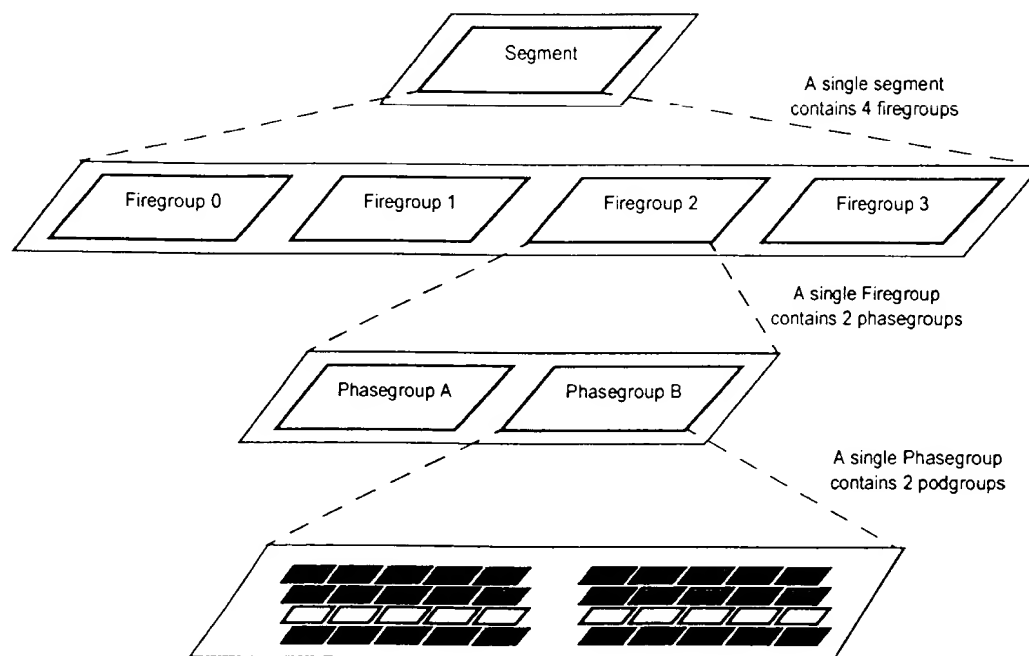 Segment
A single segment
contains 4 firegroups
Firegroup 0
Firegroup 1
Firegroup 2
Firegroup 3
A single Firegroup
contains 2 phasegroups
Phasegroup A
Phasegroup B
A single Phasegroup
contains 2 podgroups